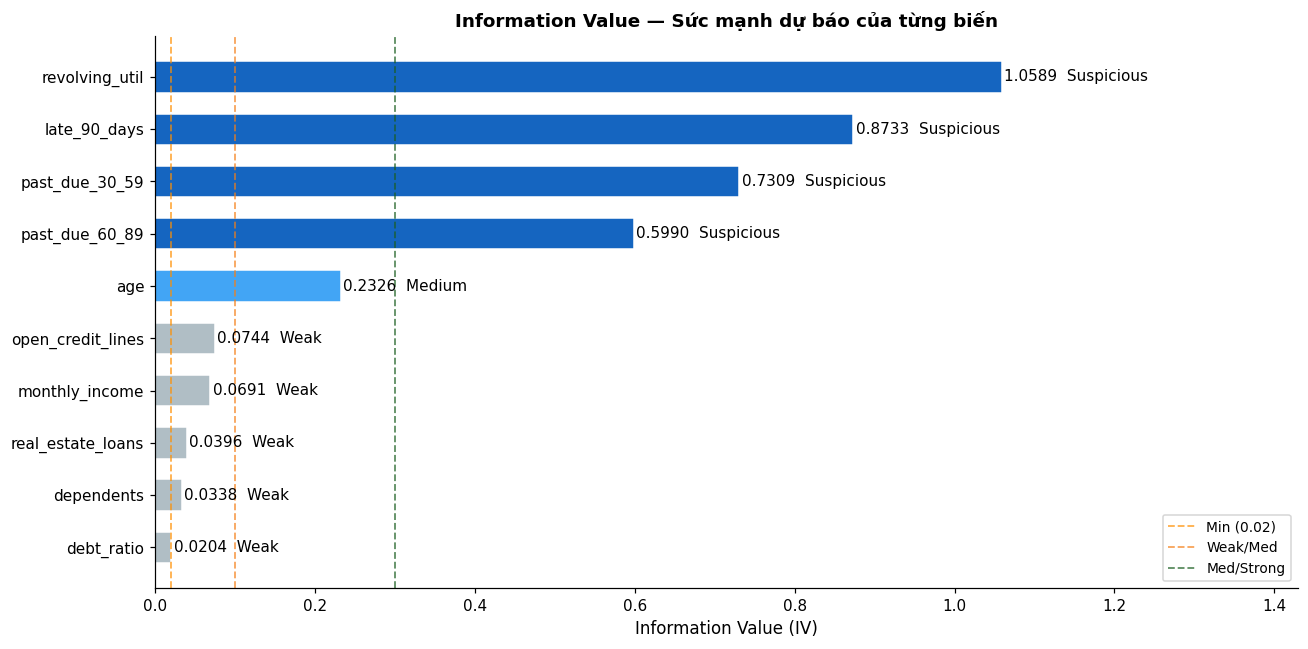 Information Value — Sức mạnh dự báo của từng biến
revolving_util 1.0589 Suspicious
late_90_days 0.8733 Suspicious
past_due_30_59 0.7309 Suspicious
past_due_60_89 0.5990 Suspicious
age 0.2326 Medium
open_credit_lines 0.0744 Weak
monthly_income 0.0691 Weak
real_estate_loans 0.0396 Weak
dependents 0.0338 Weak
debt_ratio 0.0204 Weak
Min (0.02)
Weak/Med
Med/Strong
0.0 0.2 0.4 0.6 0.8 1.0 1.2 1.4
Information Value (IV)